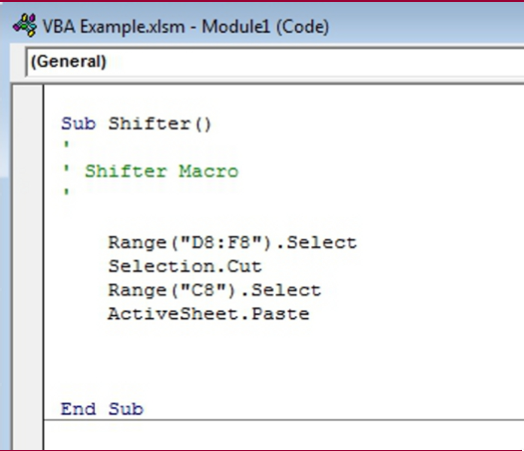 VBA Example.xlsm - Module1 (Code)
(General)
Sub Shifter()
'
' Shifter Macro
'
Range("D8:F8").Select
Selection.Cut
Range("C8").Select
ActiveSheet.Paste
End Sub